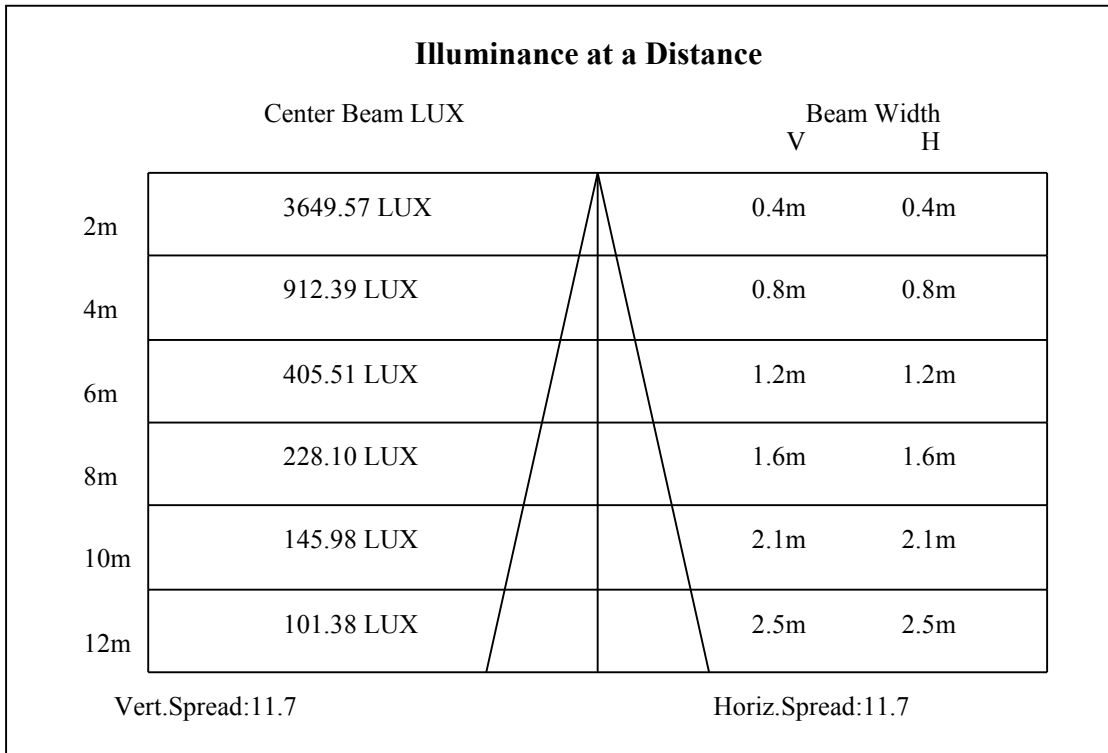 Illuminance at a Distance
Center Beam LUX Beam Width
V H
2m 3649.57 LUX 0.4m 0.4m
4m 912.39 LUX 0.8m 0.8m
6m 405.51 LUX 1.2m 1.2m
8m 228.10 LUX 1.6m 1.6m
10m 145.98 LUX 2.1m 2.1m
12m 101.38 LUX 2.5m 2.5m
Vert.Spread:11.7 Horiz.Spread:11.7